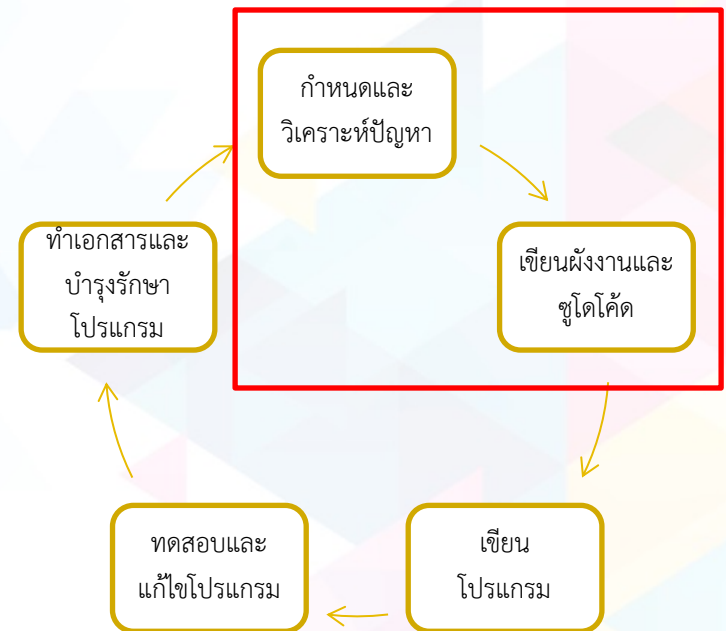 กำหนดและ
วิเคราะห์ปัญหา
เขียนผังงานและ
ซูโดโค้ด
เขียน
โปรแกรม
ทดสอบและ
แก้ไขโปรแกรม
ทำเอกสารและ
บำรุงรักษา
โปรแกรม